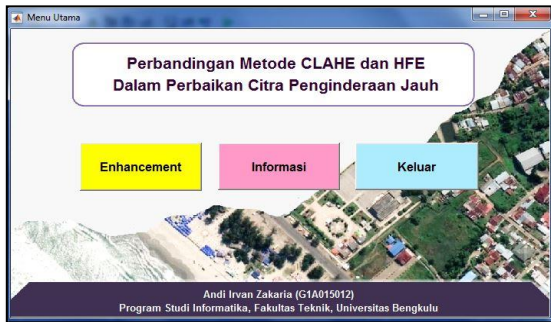 Menu Utama
Perbandingan Metode CLAHE dan HFE
Dalam Perbaikan Citra Penginderaan Jauh
Enhancement
Informasi
Keluar
Andi Irvan Zakaria (G1A015012)
Program Studi Informatika, Fakultas Teknik, Universitas Bengkulu